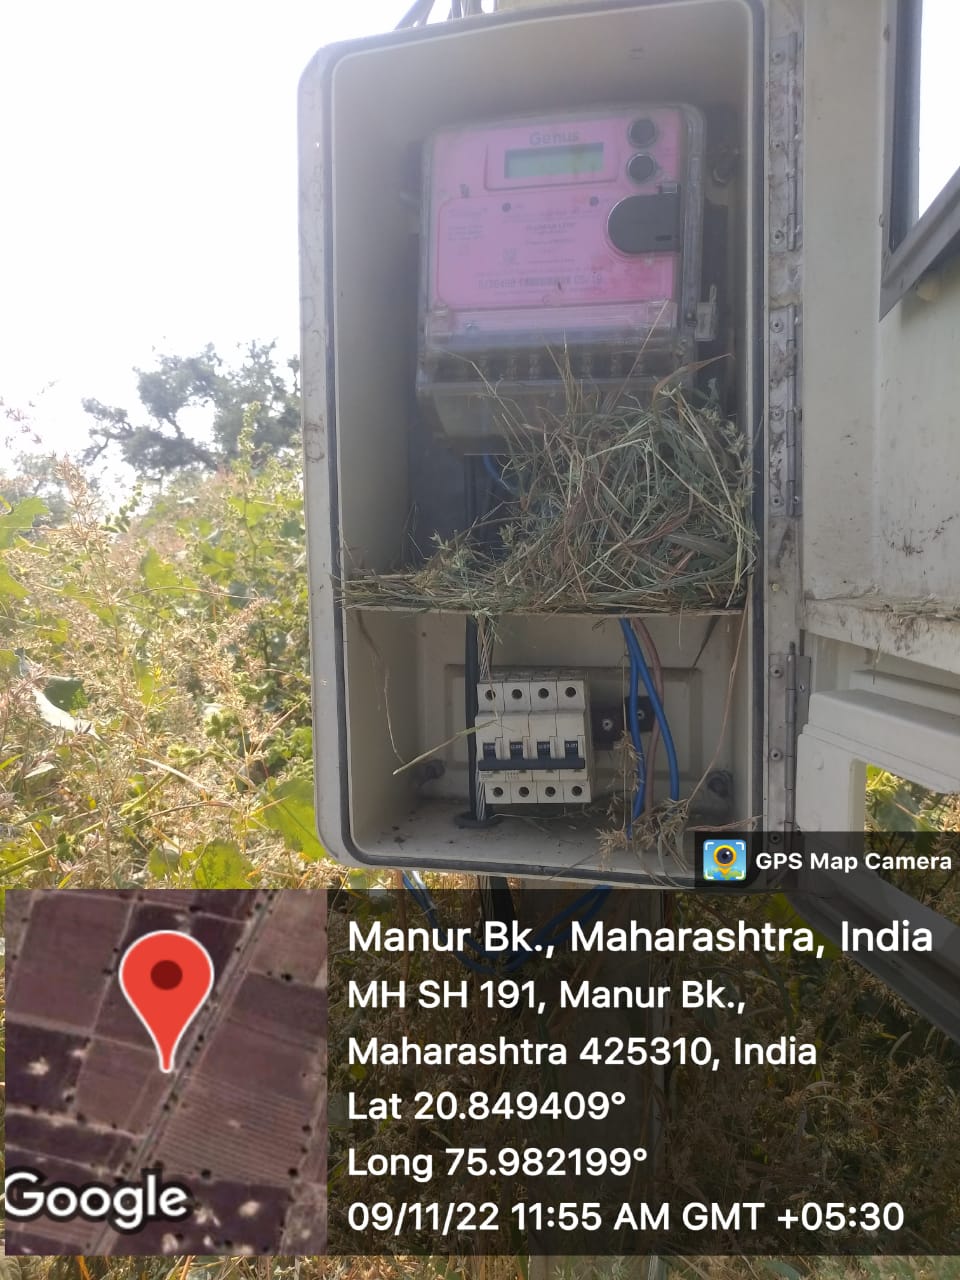 Genus
GPS Map Camera
Manur Bk., Maharashtra, India
MH SH 191, Manur Bk.,
Maharashtra 425310, India
Lat 20.849409°
Long 75.982199°
09/11/22 11:55 AM GMT +05:30
Google